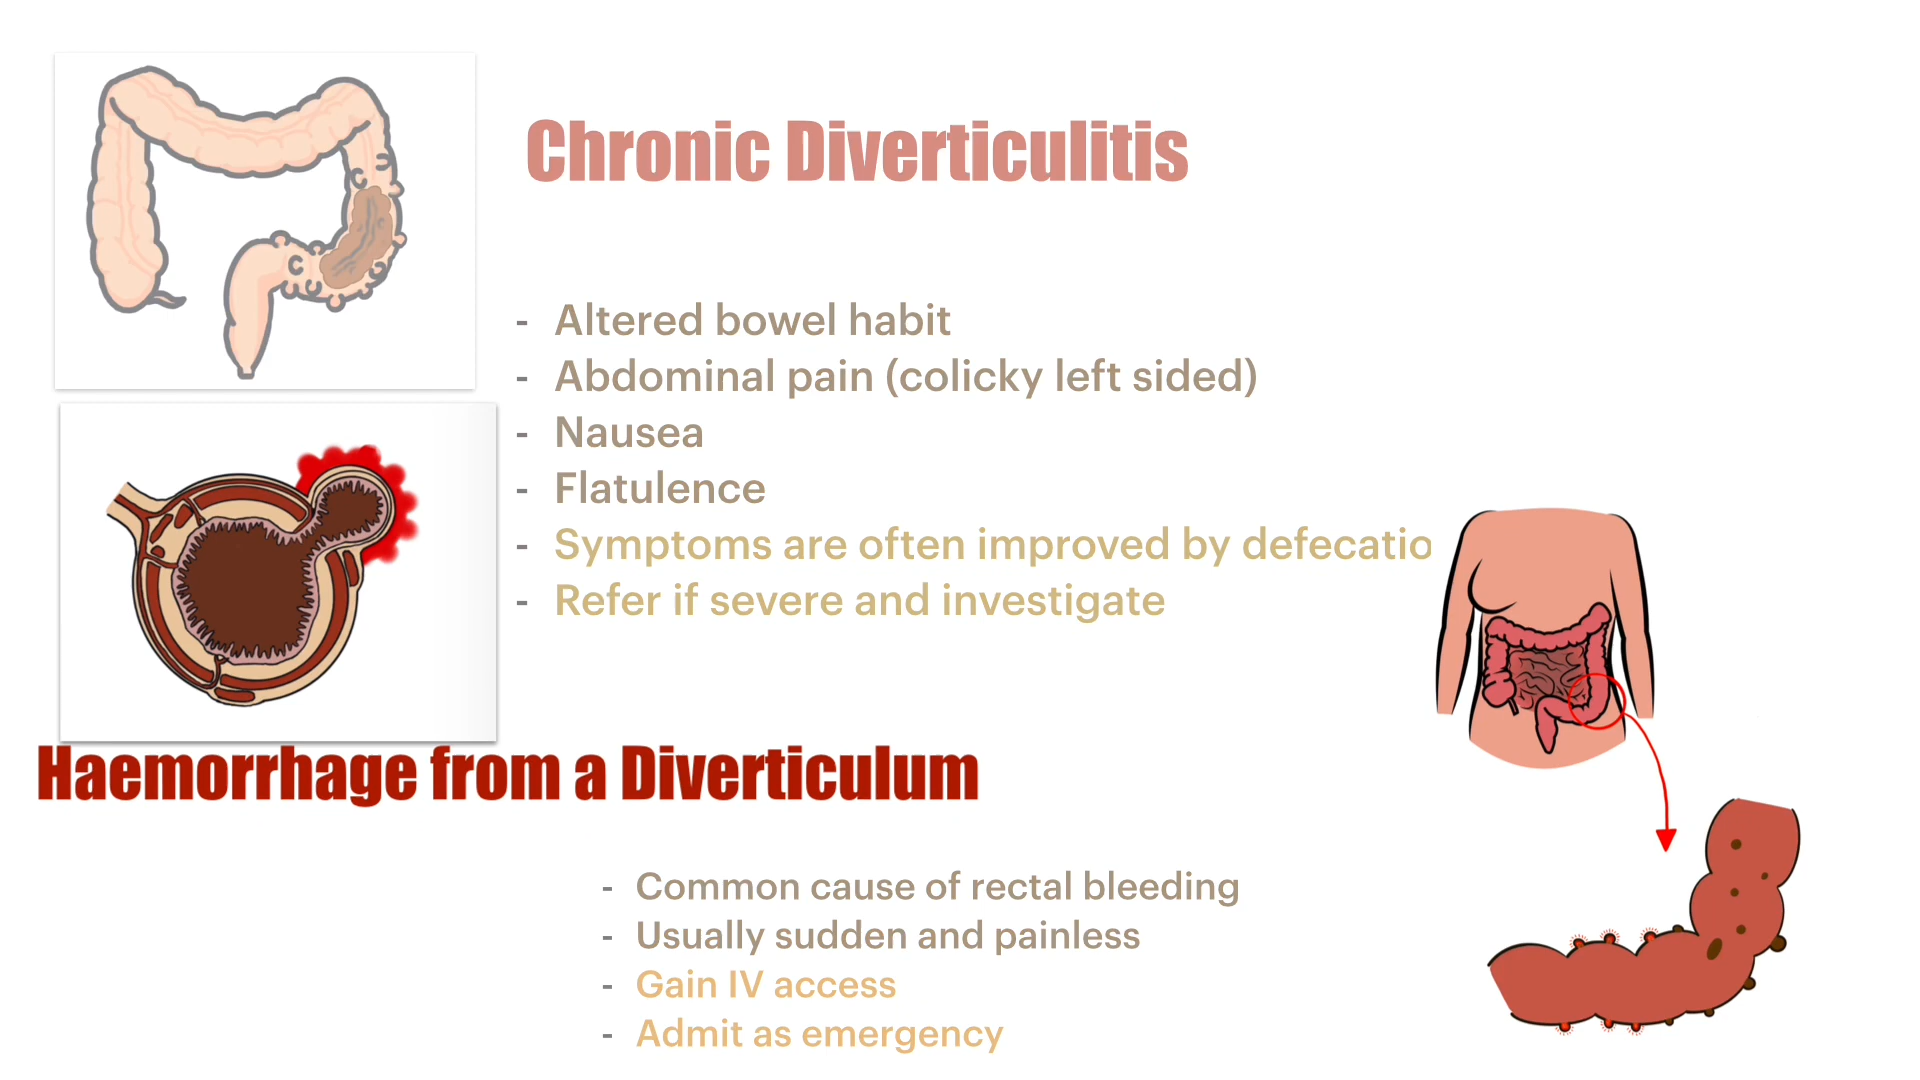 Chronic Diverticulitis
- Altered bowel habit
- Abdominal pain (colicky left sided)
- Nausea
- Flatulence
- Symptoms are often improved by defecatio
- Refer if severe and investigate
Haemorrhage from a Diverticulum
- Common cause of rectal bleeding
- Usually sudden and painless
- Gain IV access
- Admit as emergency